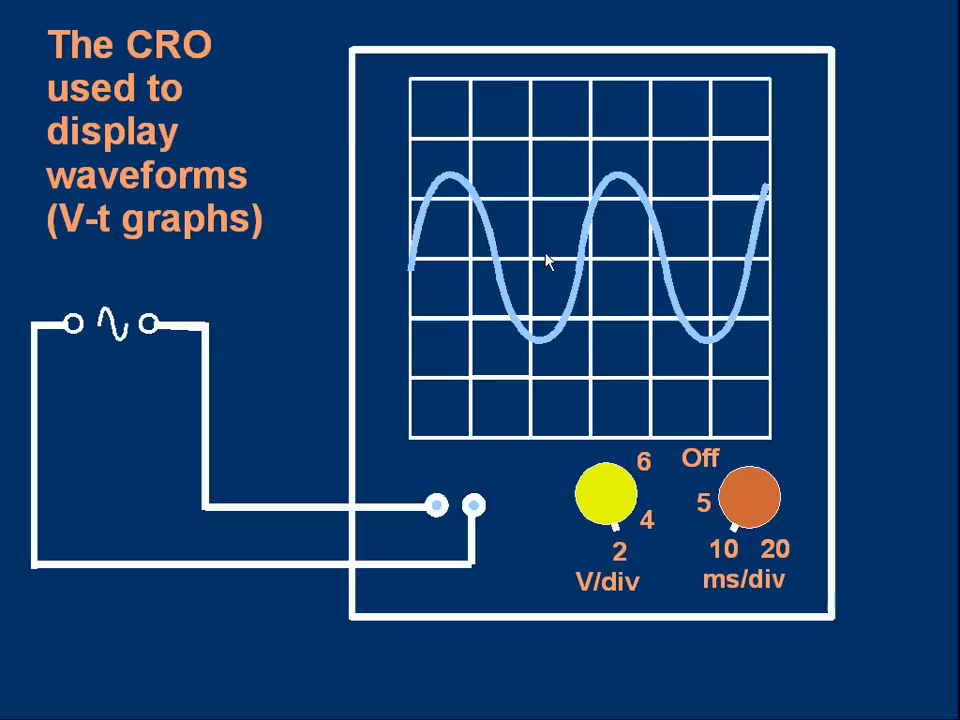 The CRO
used to
display
waveforms
(V-t graphs)
6
Off
5
4
2
10 20
V/div
ms/div